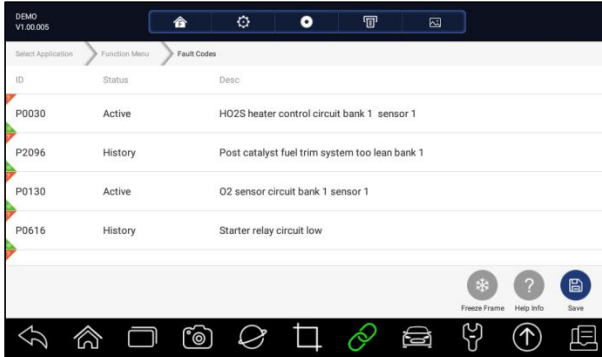 DEMO
V1.00.005
Select Application Function Menu Fault Codes
ID Status Desc
P0030 Active HO2S heater control circuit bank 1 sensor 1
P2096 History Post catalyst fuel trim system too lean bank 1
P0130 Active O2 sensor circuit bank 1 sensor 1
P0616 History Starter relay circuit low
Freeze Frame Help Info Save